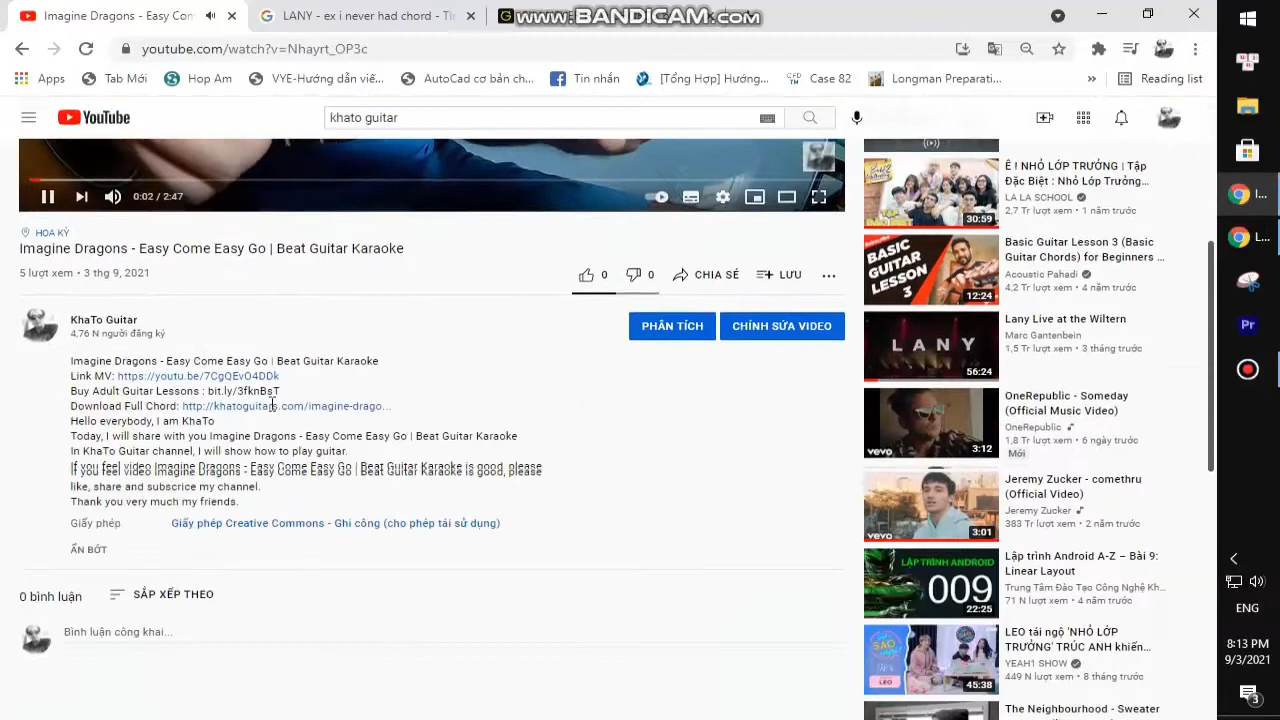 Imagine Dragons - Easy Com
LANY - ex i never had chord - Th
www.BANDICAM.com
youtube.com/watch?v=Nhayrt_OP3c
Apps
Tab Mới
Hop Am
VYE-Hướng dẫn viế...
AutoCad cơ bản ch...
Tin nhắn
[Tổng Hợp] Hướng...
Case 82
Longman Preparati...
»
Reading list
YouTube
khato guitar
0:02 / 2:47
HOA KỲ
Imagine Dragons - Easy Come Easy Go | Beat Guitar Karaoke
5 lượt xem • 3 thg 9, 2021
0
0
CHIA SẺ
LƯU
KhaTo Guitar
4,76 N người đăng ký
PHÂN TÍCH
CHỈNH SỬA VIDEO
Imagine Dragons - Easy Come Easy Go | Beat Guitar Karaoke
Link MV: https://youtu.be/7CgQEvO4DDk
Buy Adult Guitar Lessons : bit.ly/3fknBsT
Download Full Chord: http://khatoguitars.com/imagine-drago...
Hello everybody, I am KhaTo
Today, I will share with you Imagine Dragons - Easy Come Easy Go | Beat Guitar Karaoke
In KhaTo Guitar channel, I will show how to play guitar.
If you feel video Imagine Dragons - Easy Come Easy Go | Beat Guitar Karaoke is good, please
like, share and subscrice my channel.
Thank you very much my friends.
Giấy phép
Giấy phép Creative Commons - Ghi công (cho phép tái sử dụng)
ẨN BỚT
0 bình luận
SẮP XẾP THEO
Bình luận công khai...
30:59
Ê ! NHỎ LỚP TRƯỞNG | Tập
Đặc Biệt : Nhỏ Lớp Trưởng...
LA LA SCHOOL
2,7 Tr lượt xem • 1 năm trước
BASIC
GUITAR
LESSON
3
12:24
Basic Guitar Lesson 3 (Basic
Guitar Chords) for Beginners ...
Acoustic Pahadi
4,2 Tr lượt xem • 4 năm trước
LANY
56:24
Lany Live at the Wiltern
Marc Gantenbein
1,5 Tr lượt xem • 3 tháng trước
vevo
3:12
OneRepublic - Someday
(Official Music Video)
OneRepublic
1,8 Tr lượt xem • 6 ngày trước
Mới
vevo
3:01
Jeremy Zucker - comethru
(Official Video)
Jeremy Zucker
383 Tr lượt xem • 2 năm trước
LẬP TRÌNH ANDROID
009
22:25
Lập trình Android A-Z – Bài 9:
Linear Layout
Trung Tâm Đào Tạo Công Nghệ Kh...
71 N lượt xem • 4 năm trước
SAO
LEO
45:38
LEO tái ngộ 'NHỎ LỚP
TRƯỞNG' TRÚC ANH khiến...
YEAH1 SHOW
449 N lượt xem • 8 tháng trước
The Neighbourhood - Sweater
I...
L...
Pr
ENG
8:13 PM
9/3/2021
3